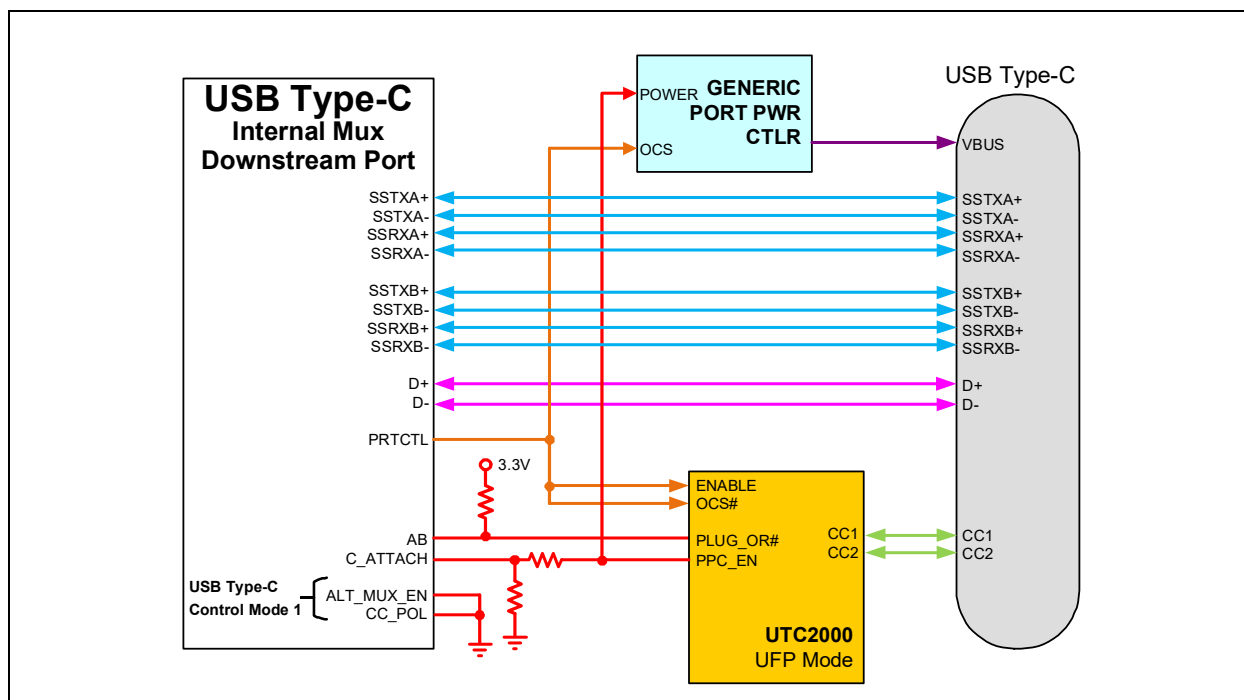 USB Type-C
Internal Mux
Downstream Port
SSTXA+
SSTXA-
SSRXA+
SSRXA-
SSTXB+
SSTXB-
SSRXB+
SSRXB-
D+
D-
PRTCTL
AB
C_ATTACH
ALT_MUX_EN
CC_POL
USB Type-C
Control Mode 1
3.3V
POWER
OCS
GENERIC
PORT PWR
CTLR
ENABLE
OCS#
PLUG_OR#
PPC_EN
CC1
CC2
UTC2000
UFP Mode
USB Type-C
VBUS
SSTXA+
SSTXA-
SSRXA+
SSRXA-
SSTXB+
SSTXB-
SSRXB+
SSRXB-
D+
D-
CC1
CC2